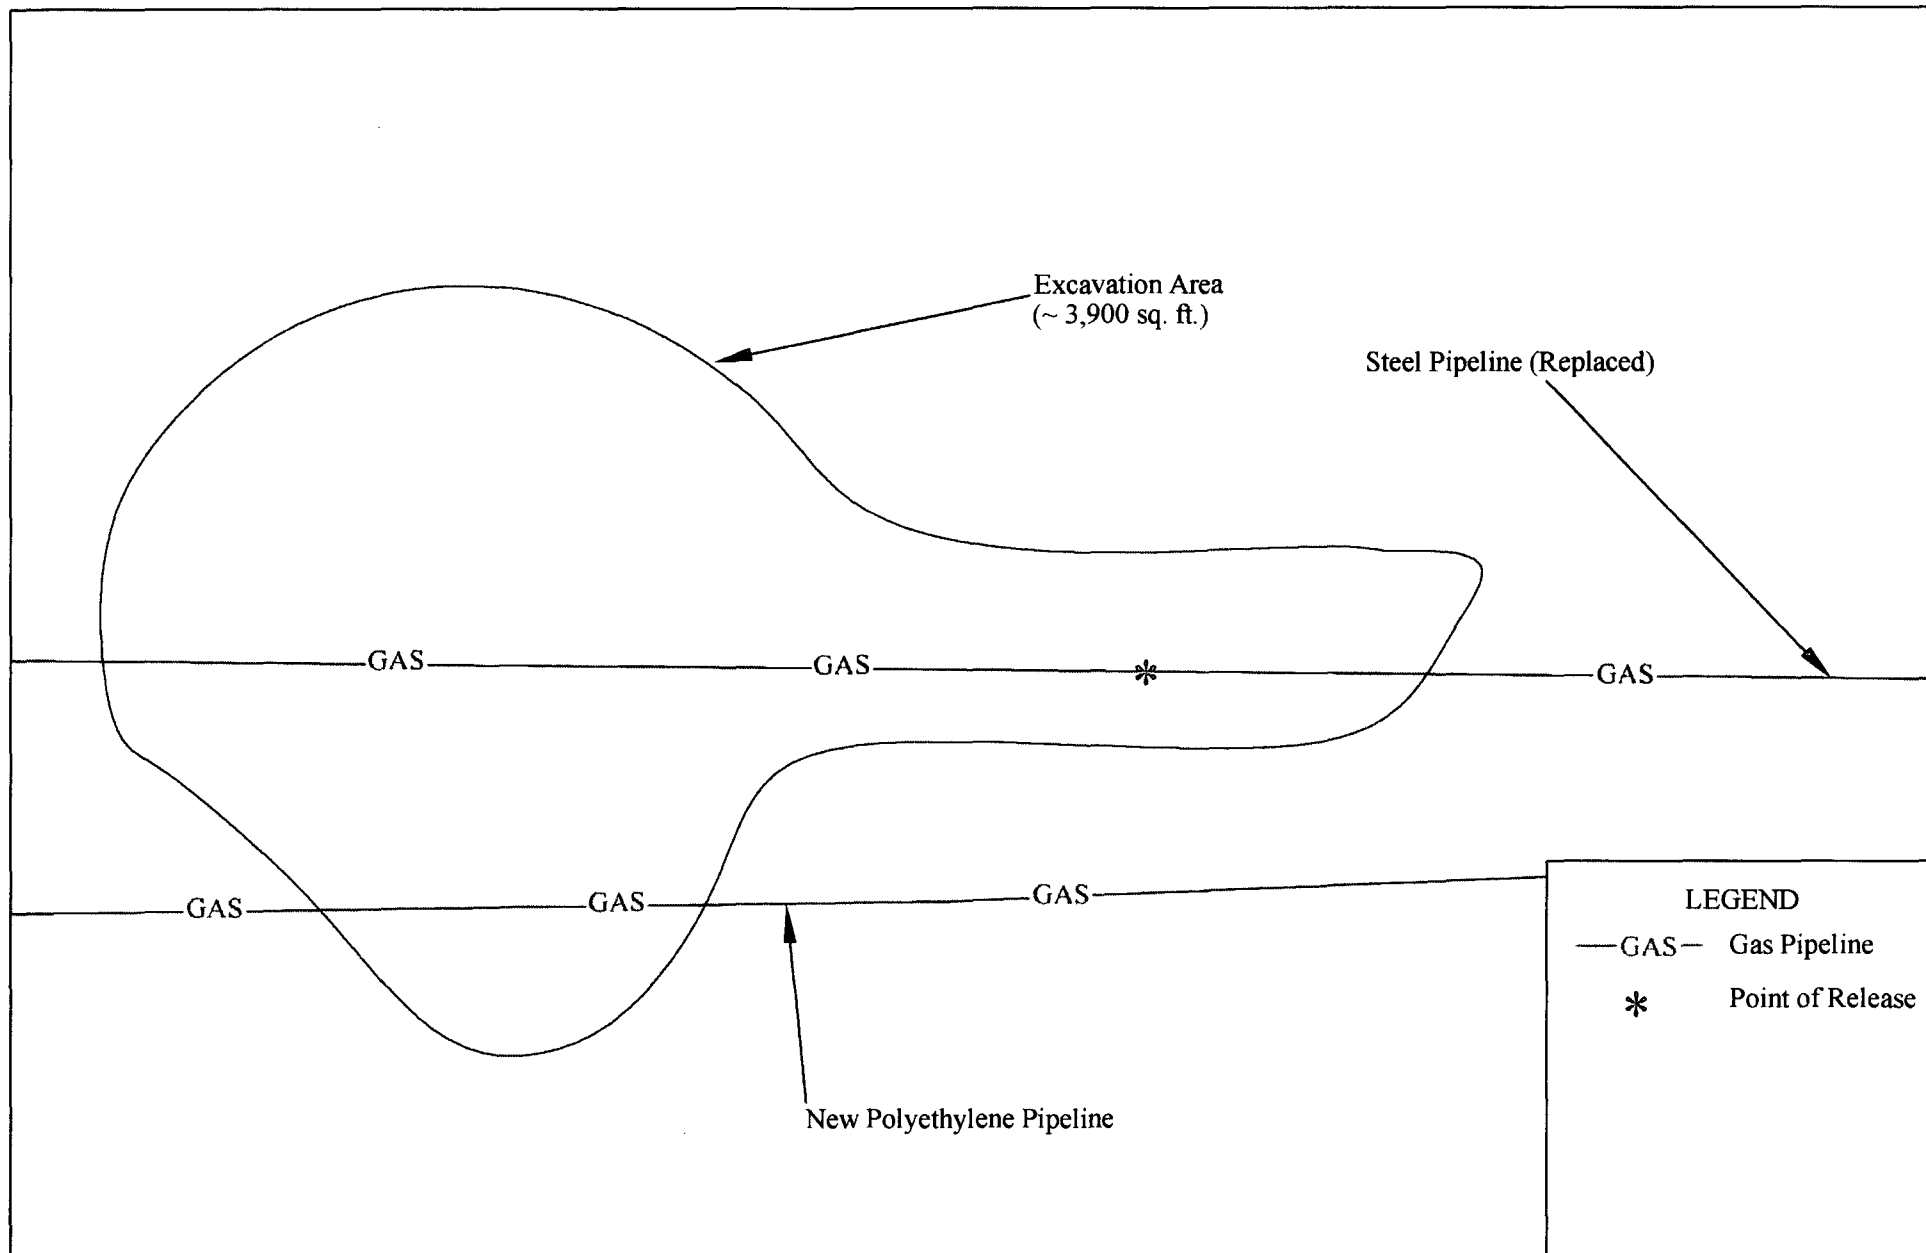 Excavation Area
(~ 3,900 sq. ft.)
Steel Pipeline (Replaced)
GAS
GAS
*
GAS
GAS
GAS
GAS
New Polyethylene Pipeline
LEGEND
GAS Gas Pipeline
* Point of Release